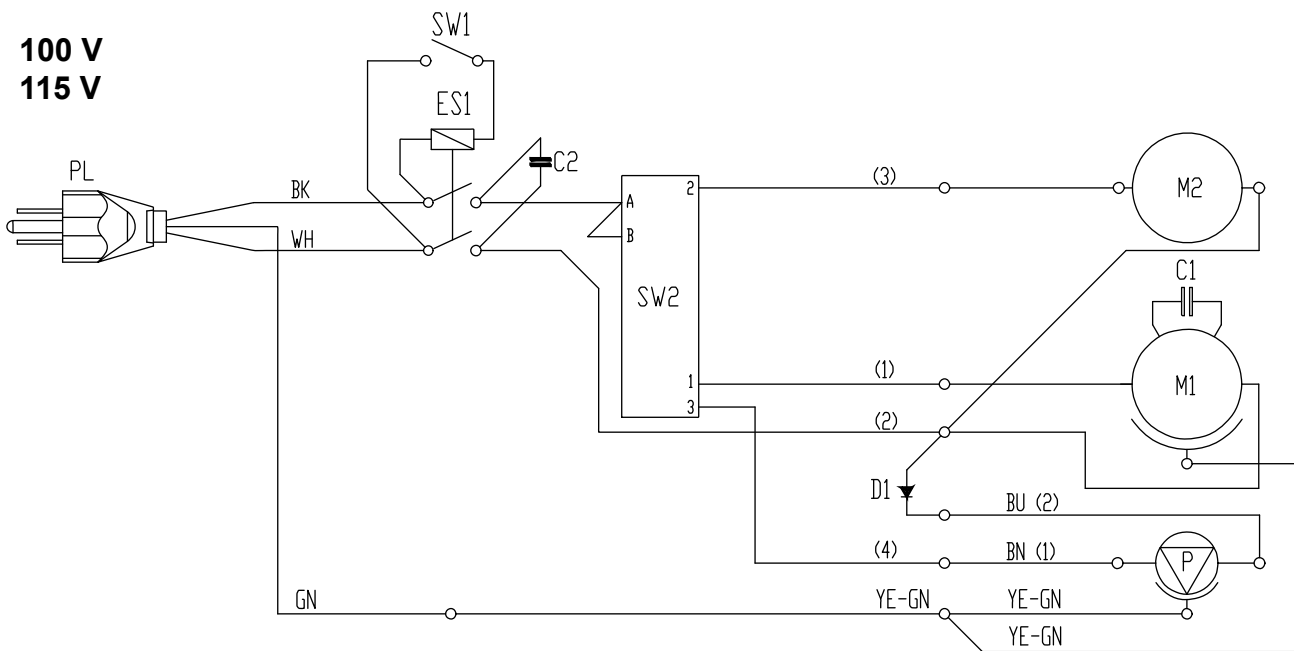 100 V
115 V
SW1
ES1
C2
PL
BK
WH
A
B
SW2
2
1
3
(3)
M2
C1
(1)
M1
(2)
D1
BU (2)
(4)
BN (1)
P
GN
YE-GN
YE-GN
YE-GN